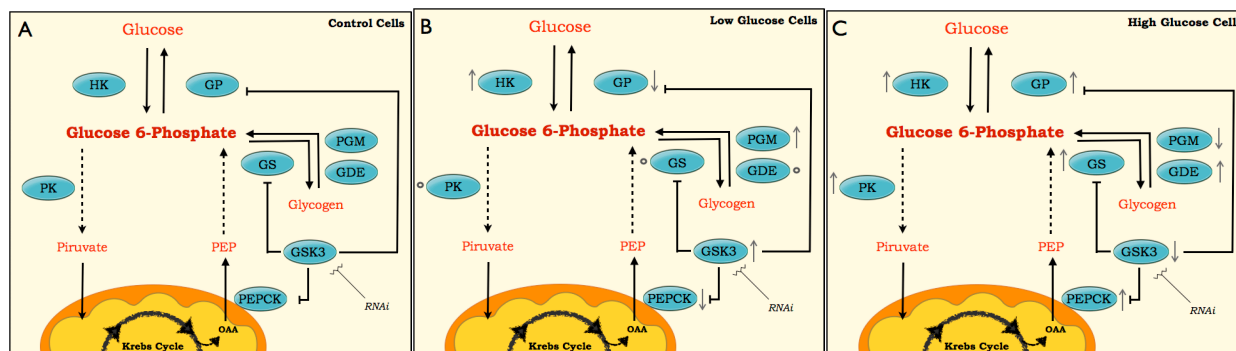 A
Control Cells
Glucose
HK
GP
Glucose 6-Phosphate
PGM
GS
GDE
PK
Glycogen
Piruvate
PEP
GSK3
PEPCK
RNAi
OAA
Krebs Cycle
B
Low Glucose Cells
Glucose
HK
GP
Glucose 6-Phosphate
PGM
GS
GDE
PK
Glycogen
Piruvate
PEP
GSK3
PEPCK
RNAi
OAA
Krebs Cycle
C
High Glucose Cell
Glucose
HK
GP
Glucose 6-Phosphate
PGM
GS
GDE
PK
Glycogen
Piruvate
PEP
GSK3
PEPCK
RNAi
OAA
Krebs Cycle